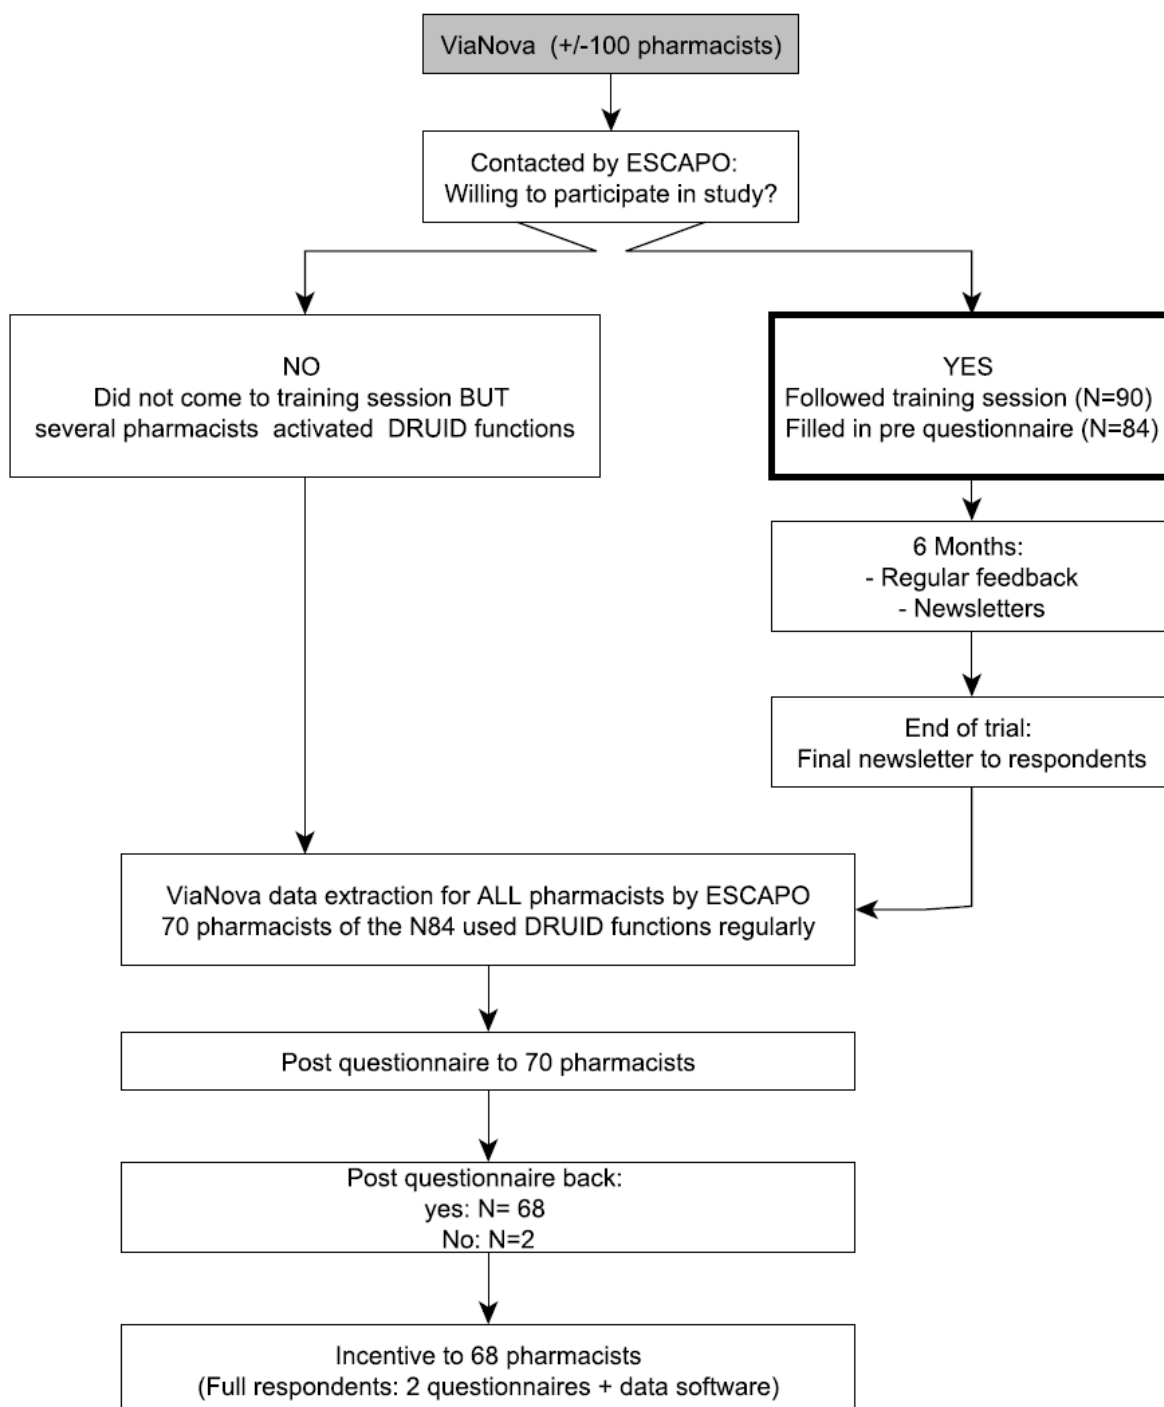 ViaNova (+/-100 pharmacists)
Contacted by ESCAPO:
Willing to participate in study?
NO
Did not come to training session BUT
several pharmacists activated DRUID functions
YES
Followed training session (N=90)
Filled in pre questionnaire (N=84)
6 Months:
- Regular feedback
- Newsletters
End of trial:
Final newsletter to respondents
ViaNova data extraction for ALL pharmacists by ESCAPO
70 pharmacists of the N84 used DRUID functions regularly
Post questionnaire to 70 pharmacists
Post questionnaire back:
yes: N= 68
No: N=2
Incentive to 68 pharmacists
(Full respondents: 2 questionnaires + data software)